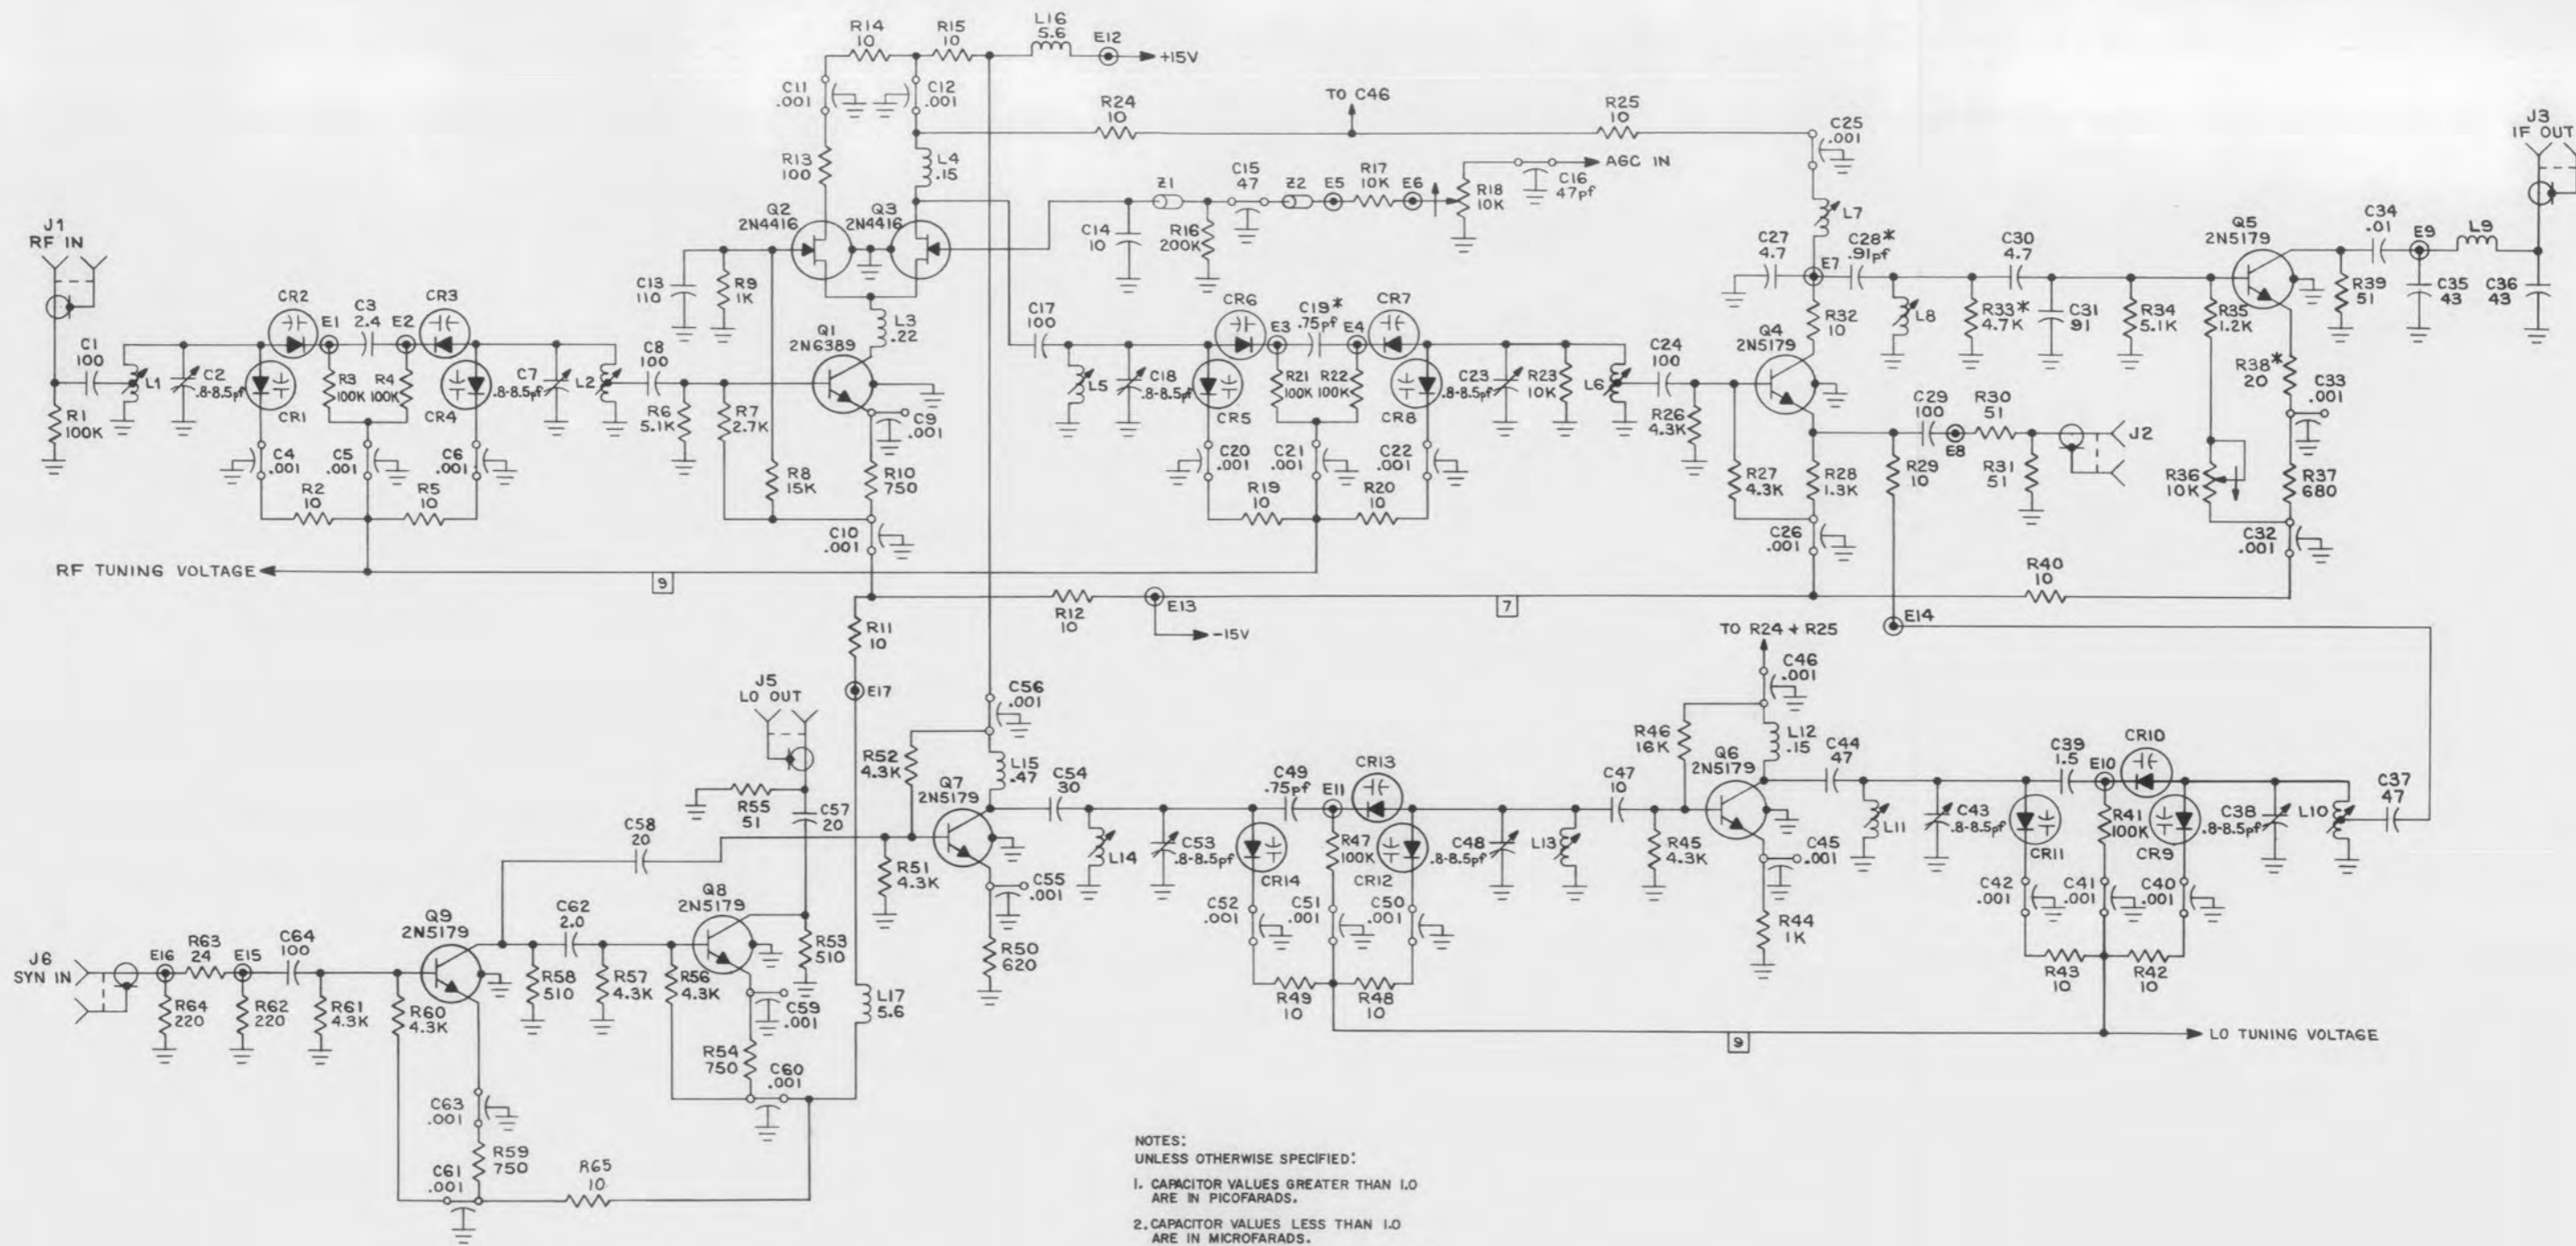 R14
10
R15
10
L16
5.6
E12
+15V
C11
.001
C12
.001
R24
10
TO C46
R25
10
C25
.001
J3
IF OUT
R13
100
L4
.15
Z1
C15
47
Z2
E5
R17
10K
E6
R18
10K
C16
47pf
AGC IN
L7
J1
RF IN
Q2
2N4416
Q3
2N4416
C14
10
R16
200K
C27
4.7
E7
C28*
.91pf
C30
4.7
Q5
2N5179
C34
.01
E9
L9
C13
110
R9
1K
L3
.22
R32
10
L8
R33*
4.7K
C31
91
R34
5.1K
R35
1.2K
R39
51
C35
43
C36
43
CR2
E1
C3
2.4
E2
CR3
C17
100
CR6
E3
C19*
.75pf
E4
CR7
C1
100
L1
C2
.8-8.5pf
R3
100K
R4
100K
C7
.8-8.5pf
L2
C8
100
Q1
2N6389
L5
C18
.8-8.5pf
R21
100K
R22
100K
C23
.8-8.5pf
R23
10K
L6
C24
100
Q4
2N5179
R38*
20
C33
.001
R1
100K
CR1
CR4
R6
5.1K
R7
2.7K
C9
.001
CR5
CR8
R26
4.3K
C29
100
E8
R30
51
J2
C4
.001
C5
.001
C6
.001
R8
15K
R10
750
C20
.001
C21
.001
C22
.001
R27
4.3K
R28
1.3K
R29
10
R31
51
R36
10K
R37
680
R2
10
R5
10
R19
10
R20
10
C10
.001
C26
.001
C32
.001
RF TUNING VOLTAGE
9
R12
10
E13
-15V
7
R40
10
R11
10
E14
TO R24 + R25
C46
.001
J5
LO OUT
E17
C56
.001
R52
4.3K
L15
.47
R46
16K
L12
.15
R55
51
C57
20
Q7
2N5179
C54
30
C49
.75pf
E11
CR13
C47
10
Q6
2N5179
C44
47
C39
1.5
E10
CR10
C58
20
R51
4.3K
L14
C53
.8-8.5pf
R47
100K
C48
.8-8.5pf
L13
R45
4.3K
C45
.001
L11
C43
.8-8.5pf
R41
100K
C38
.8-8.5pf
L10
C37
47
CR14
CR12
CR11
CR9
C55
.001
C52
.001
C51
.001
C50
.001
R44
1K
C42
.001
C41
.001
C40
.001
Q9
2N5179
C62
2.0
Q8
2N5179
R53
510
R50
620
J6
SYN IN
E16
R63
24
E15
C64
100
R58
510
R57
4.3K
R56
4.3K
C59
.001
L17
5.6
R49
10
R48
10
R43
10
R42
10
R64
220
R62
220
R61
4.3K
R60
4.3K
R54
750
C60
.001
9
LO TUNING VOLTAGE
C63
.001
R59
750
C61
.001
R65
10
NOTES:
UNLESS OTHERWISE SPECIFIED:
1. CAPACITOR VALUES GREATER THAN 1.0
ARE IN PICOFARADS.
2. CAPACITOR VALUES LESS THAN 1.0
ARE IN MICROFARADS.